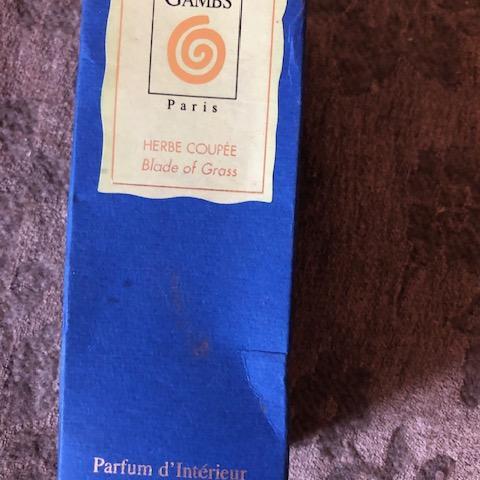 GAMBS
Paris
HERBE COUPÉE
Blade of Grass
Parfum d'Intérieur